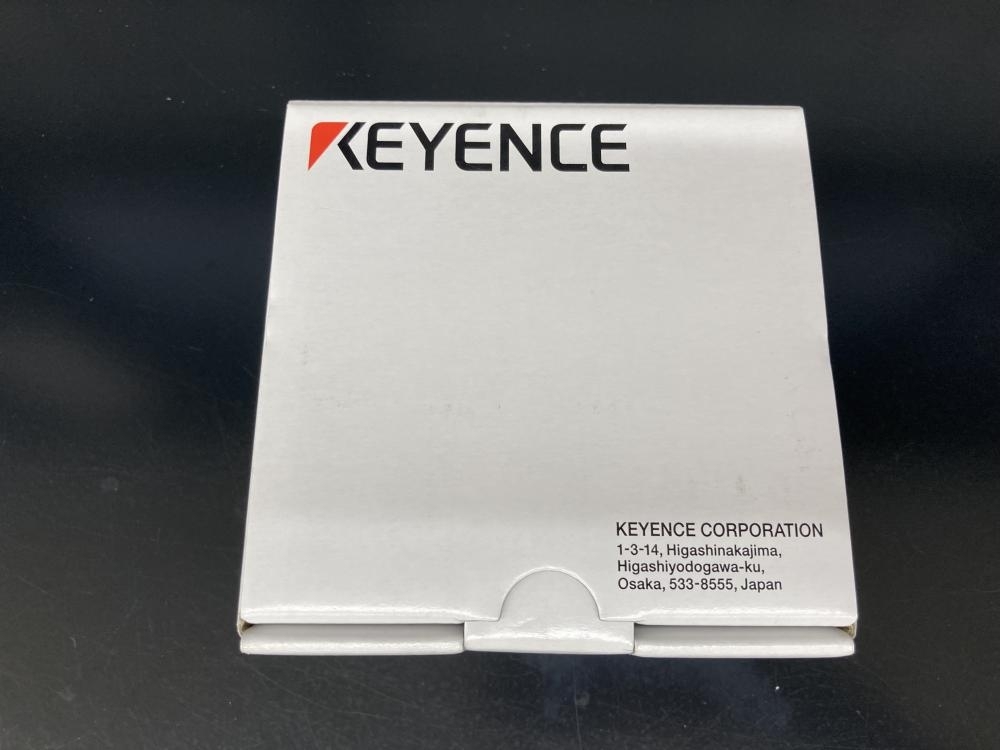 KEYENCE
KEYENCE CORPORATION
1-3-14, Higashinakajima,
Higashiyodogawa-ku,
Osaka, 533-8555, Japan